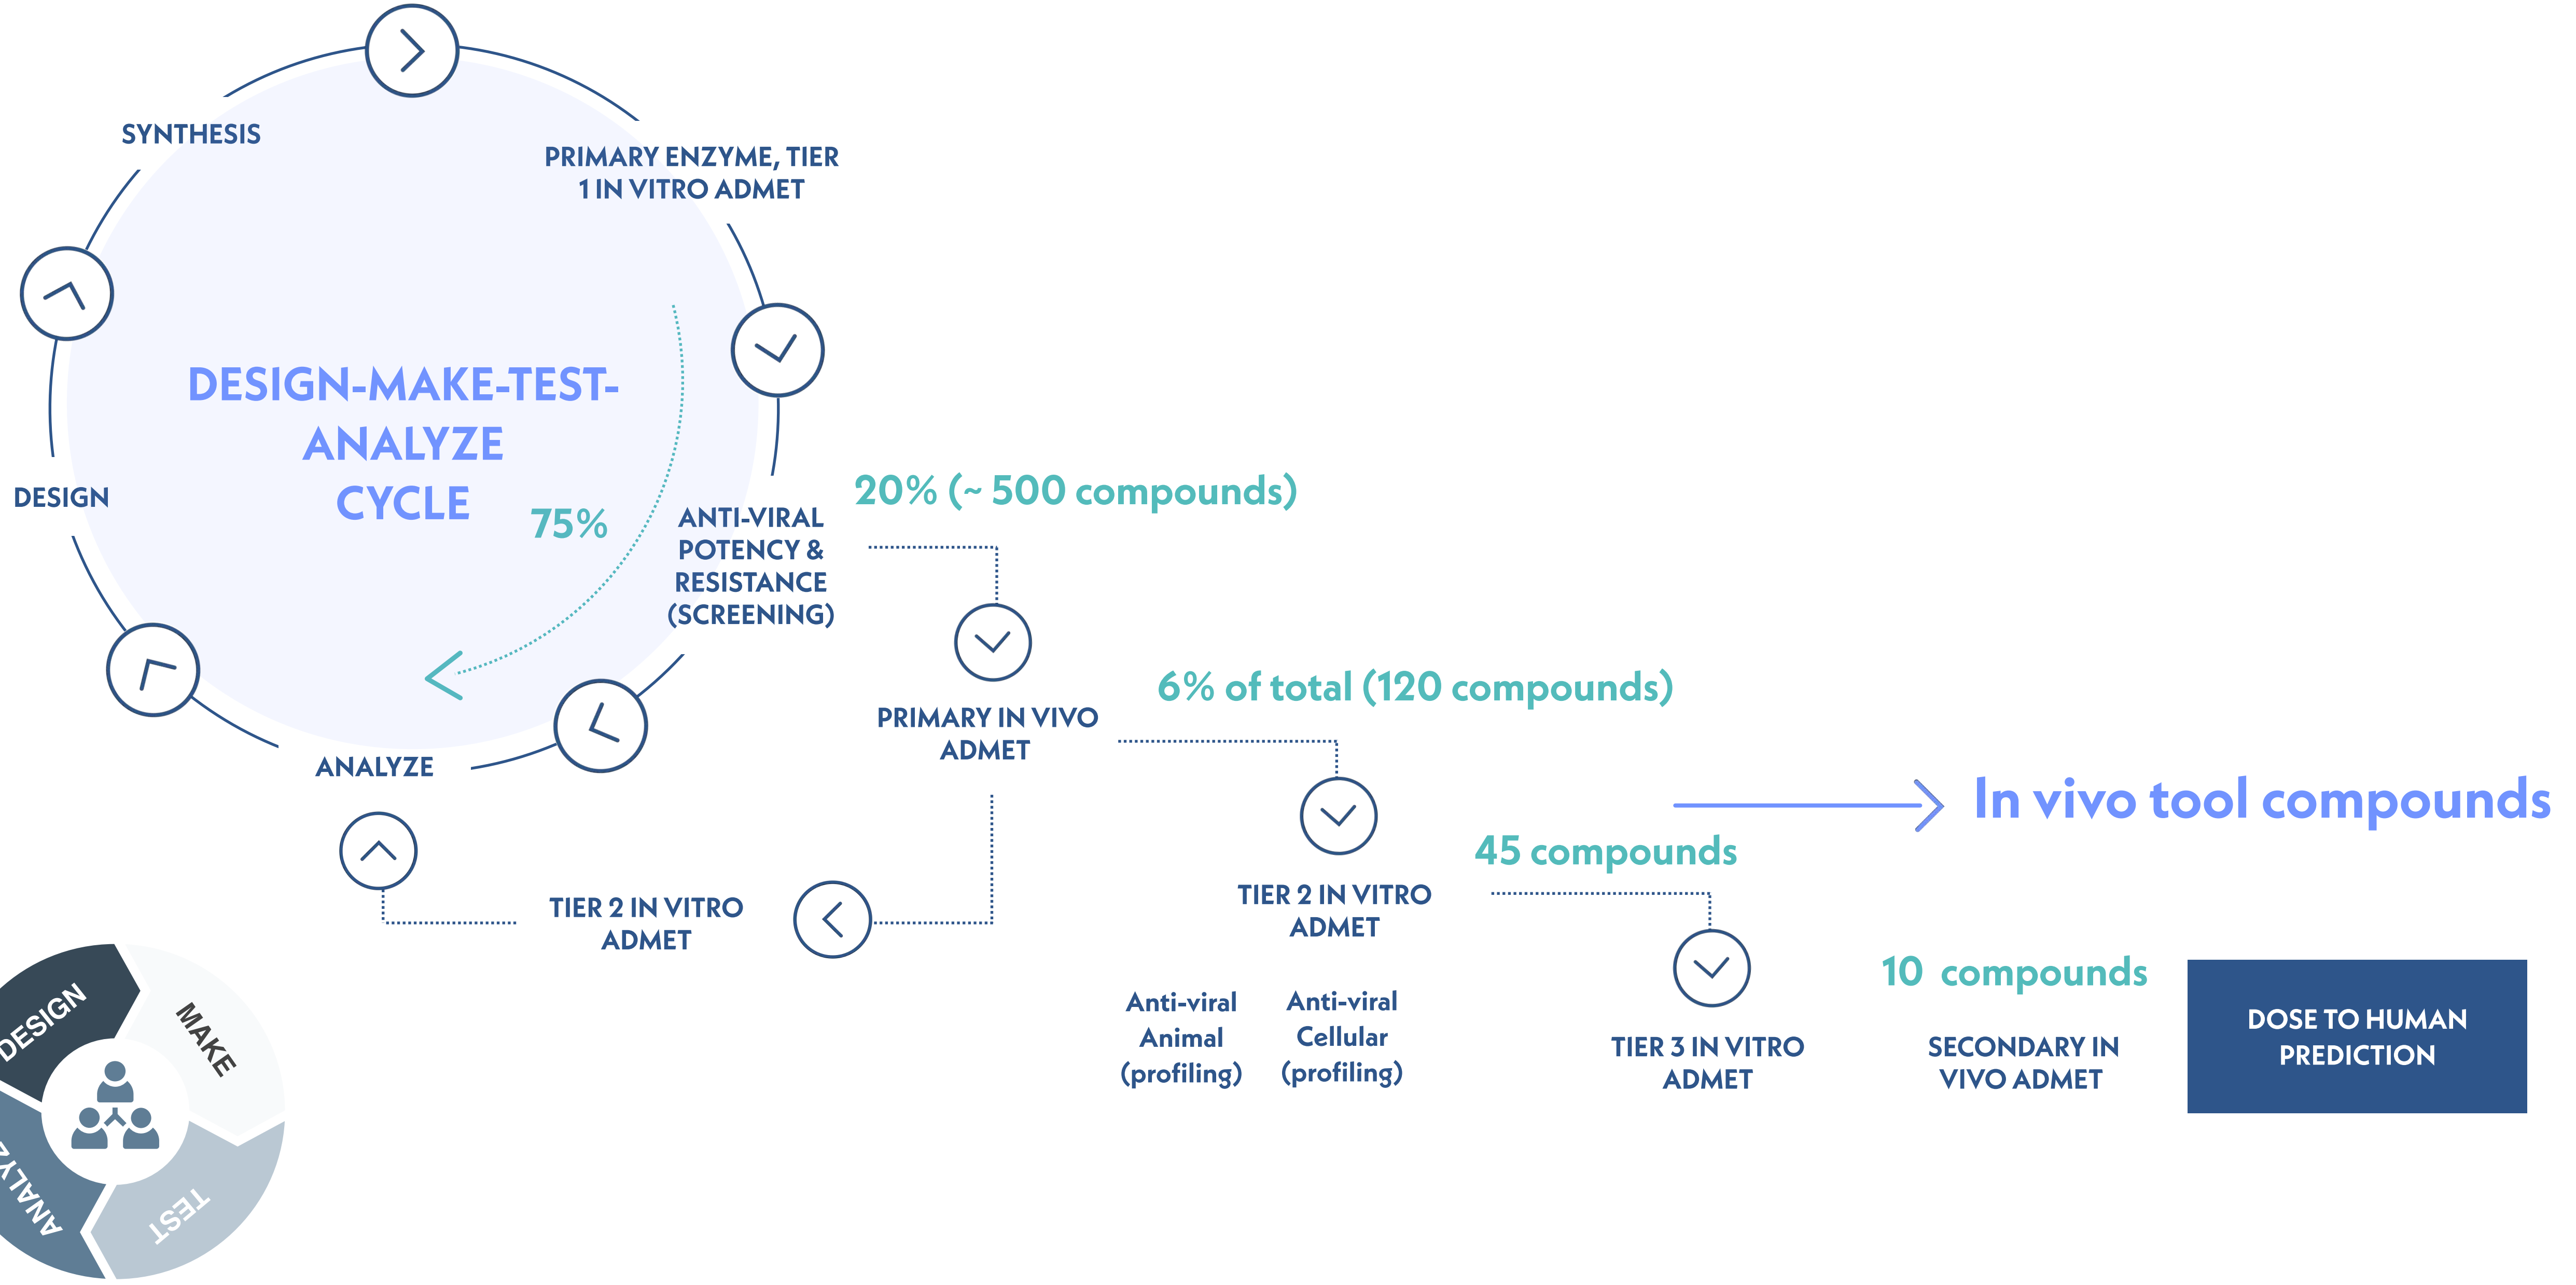 SYNTHESIS
PRIMARY ENZYME, TIER
1 IN VITRO ADMET
DESIGN-MAKE-TEST-
ANALYZE
CYCLE
DESIGN
75%
ANTI-VIRAL
POTENCY &
RESISTANCE
(SCREENING)
ANALYZE
20% (~ 500 compounds)
PRIMARY IN VIVO
ADMET
6% of total (120 compounds)
TIER 2 IN VITRO
ADMET
TIER 2 IN VITRO
ADMET
Anti-viral
Animal
(profiling)
Anti-viral
Cellular
(profiling)
45 compounds
In vivo tool compounds
TIER 3 IN VITRO
ADMET
10 compounds
SECONDARY IN
VIVO ADMET
DOSE TO HUMAN
PREDICTION
DESIGN
MAKE
TEST
ANALYZ